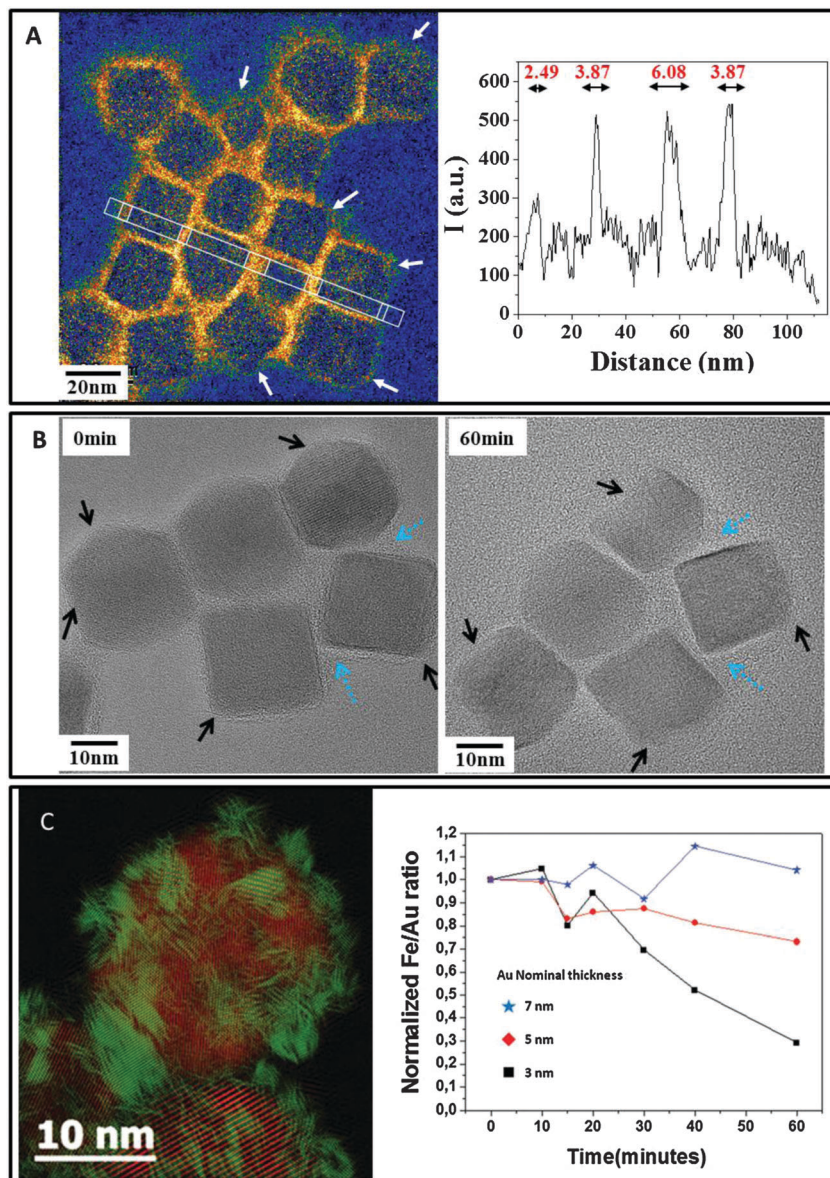 A
20nm
2.49 3.87 6.08 3.87
I (a.u.)
600
500
400
300
200
100
0
0 20 40 60 80 100
Distance (nm)
B
0min
10nm
60min
10nm
C
10 nm
Normalized Fe/Au ratio
1,2
1,1
1,0
0,9
0,8
0,7
0,6
0,5
0,4
0,3
0,2
0,1
0,0
Au Nominal thickness
7 nm
5 nm
3 nm
0 10 20 30 40 50 60
Time(minutes)